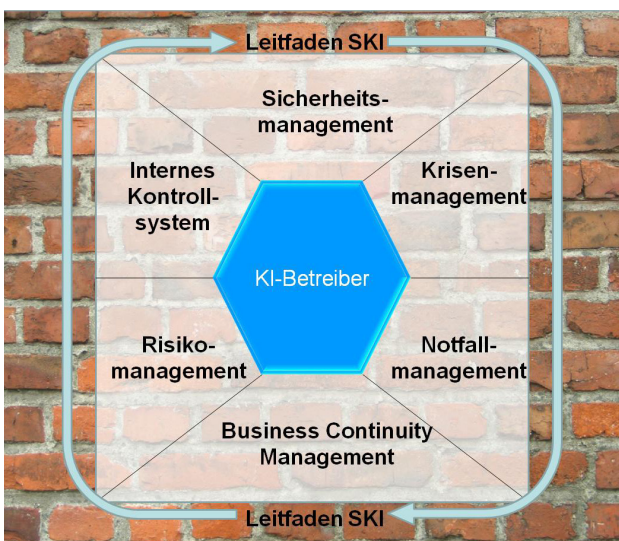 Leitfaden SKI
Sicherheits-
management
Internes
Kontroll-
system
Krisen-
management
KI-Betreiber
Risiko-
management
Notfall-
management
Business Continuity
Management
Leitfaden SKI